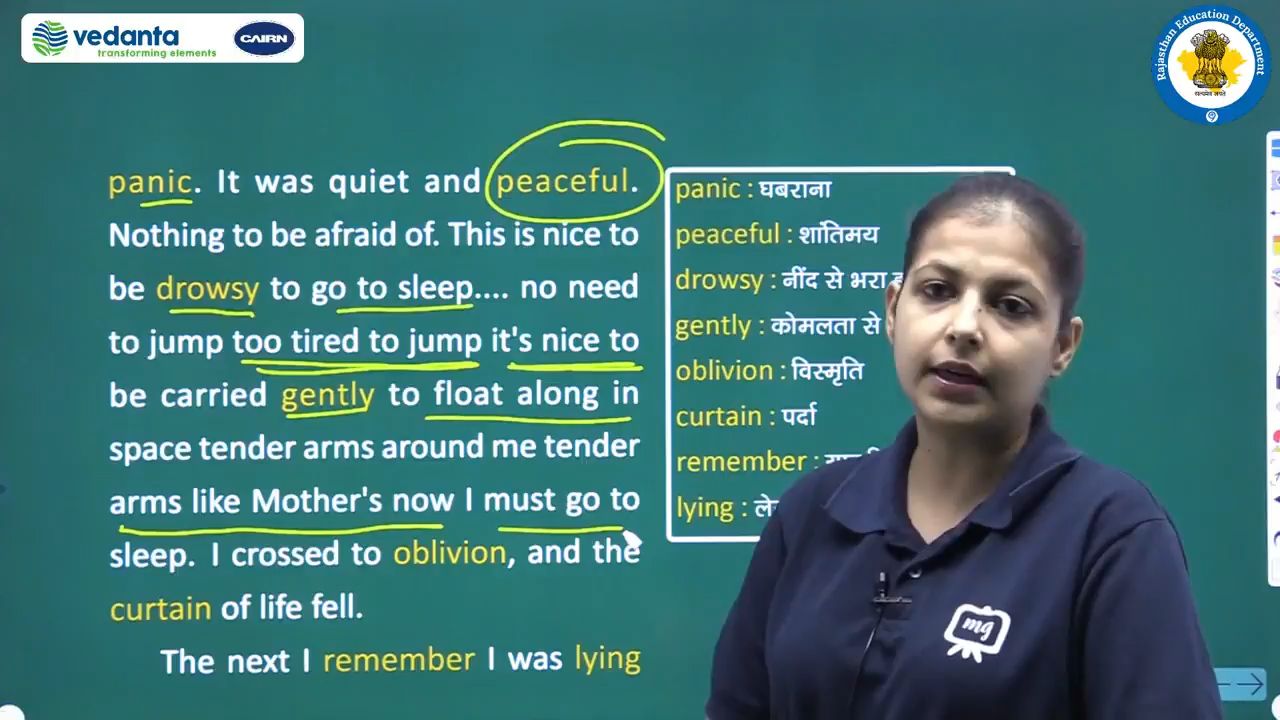 vedanta
transforming elements
CAIRN
Rajasthan Education Department
सत्यमेव जयते
panic. It was quiet and peaceful.
Nothing to be afraid of. This is nice to
be drowsy to go to sleep.... no need
to jump too tired to jump it's nice to
be carried gently to float along in
space tender arms around me tender
arms like Mother's now I must go to
sleep. I crossed to oblivion, and the
curtain of life fell.
The next I remember I was lying
panic : घबराना
peaceful : शांतिमय
drowsy : नींद से भरा
gently : कोमलता से
oblivion : विस्मृति
curtain : पर्दा
remember :
lying :
mg